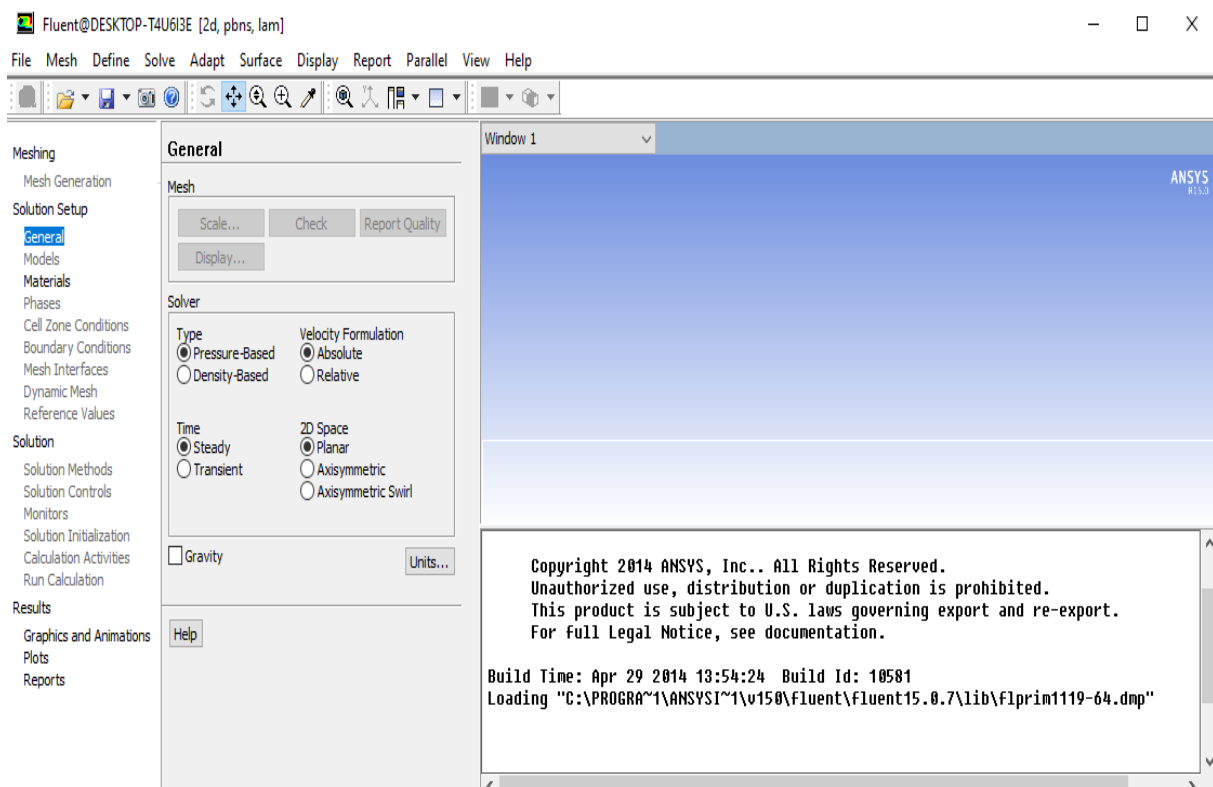 Fluent@DESKTOP-T4U6I3E [2d, pbns, lam]
File Mesh Define Solve Adapt Surface Display Report Parallel View Help
Meshing
Mesh Generation
Solution Setup
General
Models
Materials
Phases
Cell Zone Conditions
Boundary Conditions
Mesh Interfaces
Dynamic Mesh
Reference Values
Solution
Solution Methods
Solution Controls
Monitors
Solution Initialization
Calculation Activities
Run Calculation
Results
Graphics and Animations
Plots
Reports
General
Mesh
Scale... Check Report Quality
Display...
Solver
Type Velocity Formulation
Pressure-Based Absolute
Density-Based Relative
Time 2D Space
Steady Planar
Transient Axisymmetric
Axisymmetric Swirl
Gravity Units...
Help
Window 1
ANSYS
R15.0
Copyright 2014 ANSYS, Inc.. All Rights Reserved.
Unauthorized use, distribution or duplication is prohibited.
This product is subject to U.S. laws governing export and re-export.
For full Legal Notice, see documentation.
Build Time: Apr 29 2014 13:54:24 Build Id: 10581
Loading "C:\PROGRA~1\ANSYSI~1\v150\fluent\fluent15.0.7\lib\flprim1119-64.dmp"